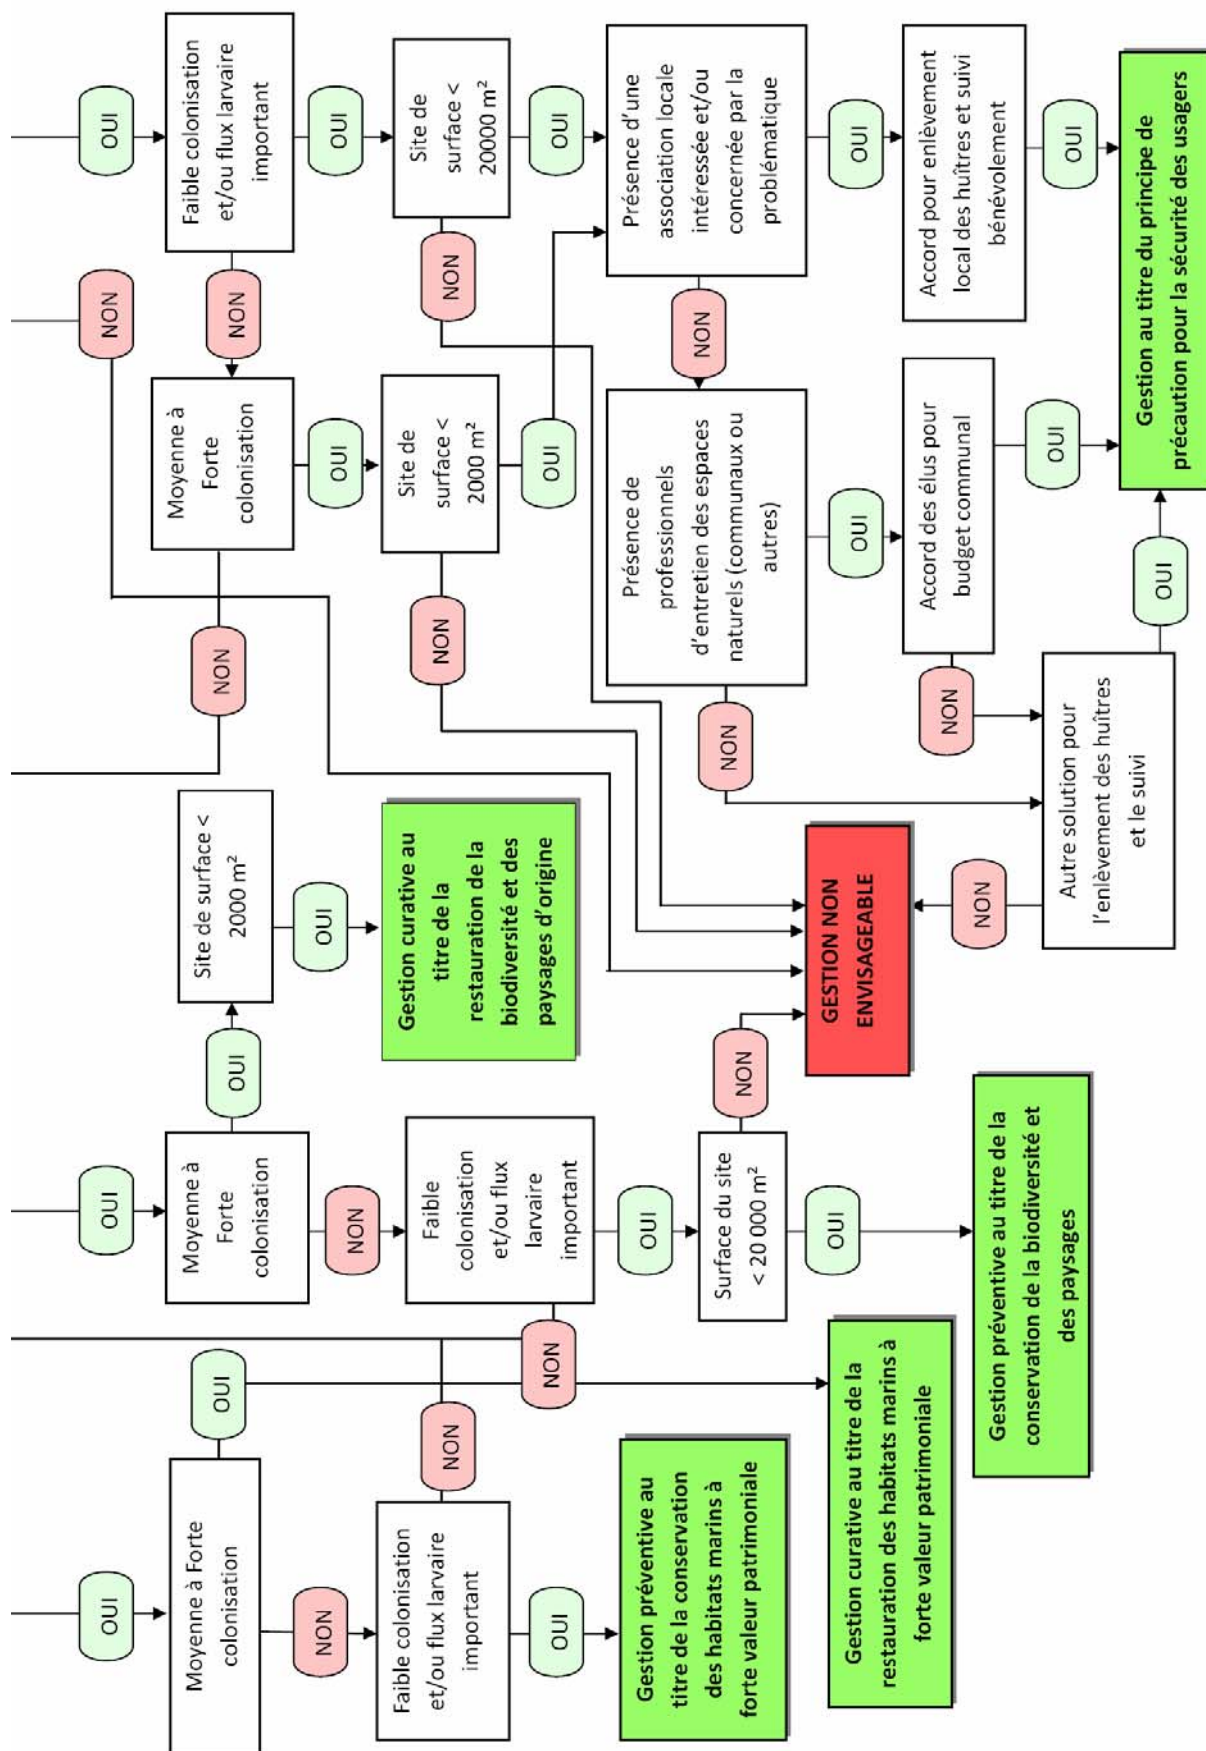 OUI
Moyenne à Forte
colonisation
OUI
NON
Faible colonisation
et/ou flux larvaire
important
NON
OUI
Gestion préventive au
titre de la conservation
des habitats marins à
forte valeur patrimoniale
Gestion curative au titre de la
restauration des habitats marins à
forte valeur patrimoniale
OUI
Moyenne à
Forte
colonisation
OUI
Site de surface <
2000 m²
OUI
Gestion curative au
titre de la
restauration de la
biodiversité et des
paysages d'origine
NON
Faible
colonisation
et/ou flux
larvaire
important
NON
OUI
Surface du site
< 20 000 m²
NON
OUI
Gestion préventive au titre de la
conservation de la biodiversité et
des paysages
GESTION NON
ENVISAGEABLE
NON
OUI
Faible colonisation
et/ou flux larvaire
important
NON
Moyenne à
Forte
colonisation
NON
OUI
Site de
surface <
2000 m²
NON
OUI
OUI
Site de
surface <
20000 m²
NON
OUI
Présence d'une
association locale
intéressée et/ou
concernée par la
problématique
NON
Présence de
professionnels
d'entretien des espaces
naturels (communaux ou
autres)
NON
OUI
Accord des élus pour
budget communal
NON
OUI
Autre solution pour
l'enlèvement des huîtres
et le suivi
NON
OUI
OUI
Accord pour enlèvement
local des huîtres et suivi
bénévolement
OUI
Gestion au titre du principe de
précaution pour la sécurité des usagers